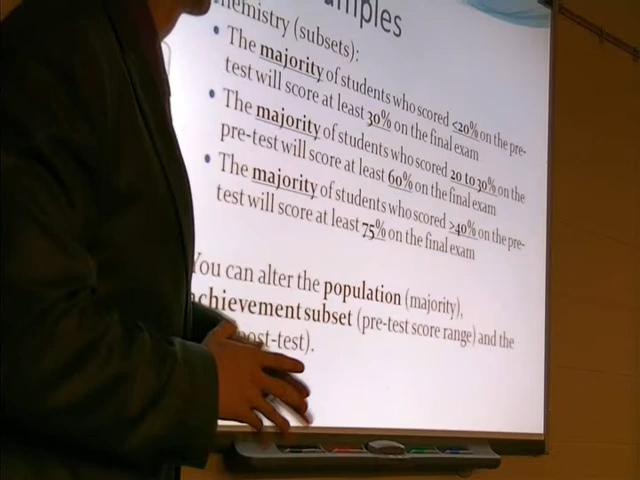 hemistry (subsets):
• The majority of students who scored <20% on the pre-
test will score at least 30% on the final exam
• The majority of students who scored 20 to 30% on the
pre-test will score at least 60% on the final exam
• The majority of students who scored ≥40% on the pre-
test will score at least 75% on the final exam
You can alter the population (majority),
achievement subset (pre-test score range) and the
post-test).